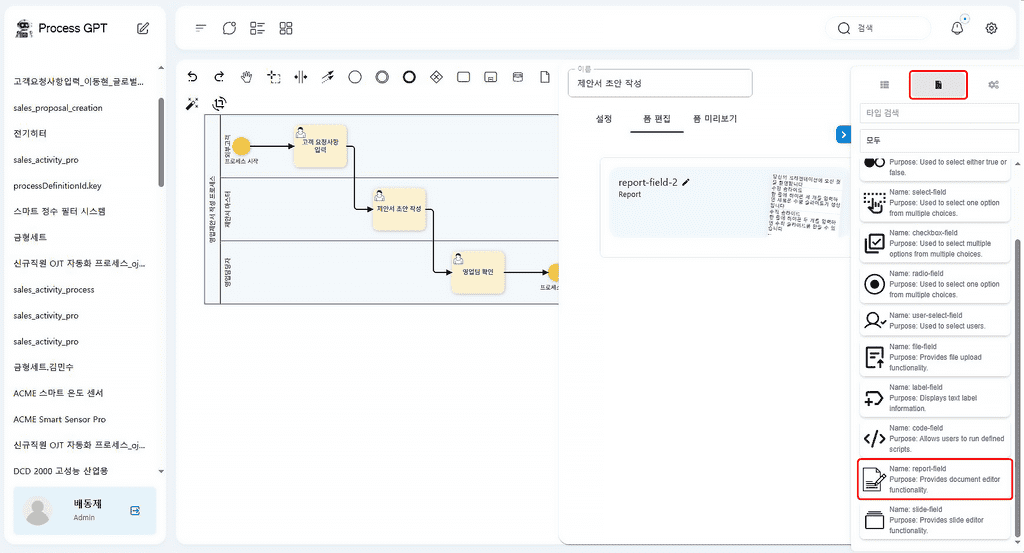 Process GPT
고객요청사항입력_이동현_글로벌...
sales_proposal_creation
전기히터
sales_activity_pro
processDefinitionId.key
스마트 정수 필터 시스템
금형세트
신규직원 OJT 자동화 프로세스_oj...
sales_activity_process
sales_activity_pro
sales_activity_pro
금형세트.김민수
ACME 스마트 온도 센서
ACME Smart Sensor Pro
신규직원 OJT 자동화 프로세스_oj...
DCD 2000 고성능 산업용
배동제
Admin
검색
영업제안서 작성 프로세스
외부고객
제안서 마스터
영업담당자
프로세스 시작
고객 요청사항
입력
제안서 초안 작성
영업팀 확인
프로세
이름
제안서 초안 작성
설정
폼 편집
폼 미리보기
report-field-2
Report
타입 검색
모두
Purpose: Used to select either true or
false.
Name: select-field
Purpose: Used to select one option
from multiple choices.
Name: checkbox-field
Purpose: Used to select multiple
options from multiple choices.
Name: radio-field
Purpose: Used to select one option
from multiple choices.
Name: user-select-field
Purpose: Used to select users.
Name: file-field
Purpose: Provides file upload
functionality.
Name: label-field
Purpose: Displays text label
information.
Name: code-field
Purpose: Allows users to run defined
scripts.
Name: report-field
Purpose: Provides document editor
functionality.
Name: slide-field
Purpose: Provides slide editor
functionality.